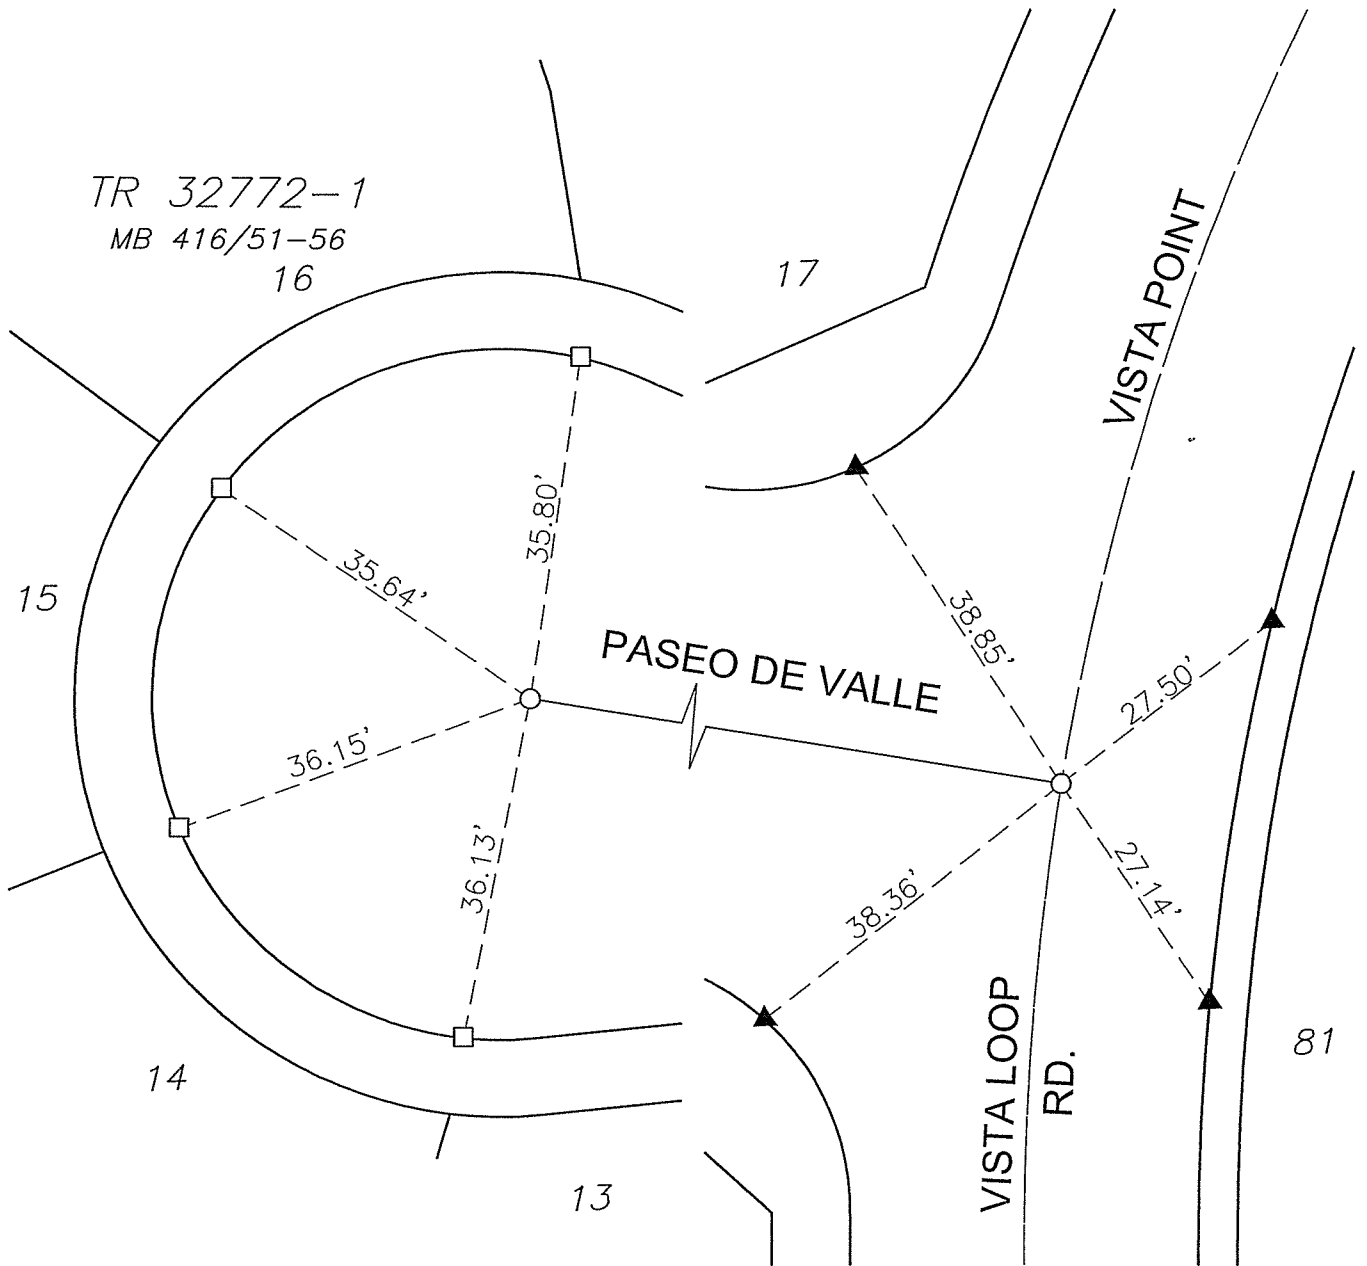 TR 32772-1
MB 416/51-56
16
17
VISTA POINT
35.80'
35.64'
15
38.85'
PASEO DE VALLE
27.50'
36.15'
36.13'
38.36'
27.14'
VISTA LOOP
RD.
81
14
13